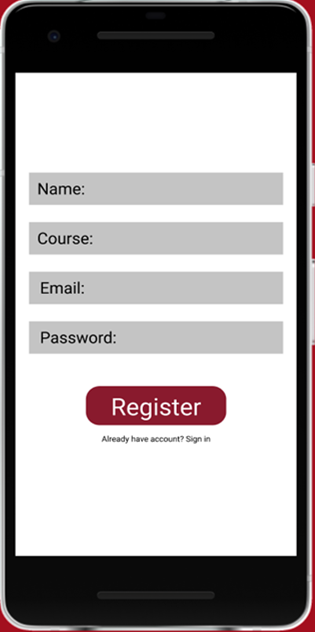 Name:
Course:
Email:
Password:
Register
Already have account? Sign in